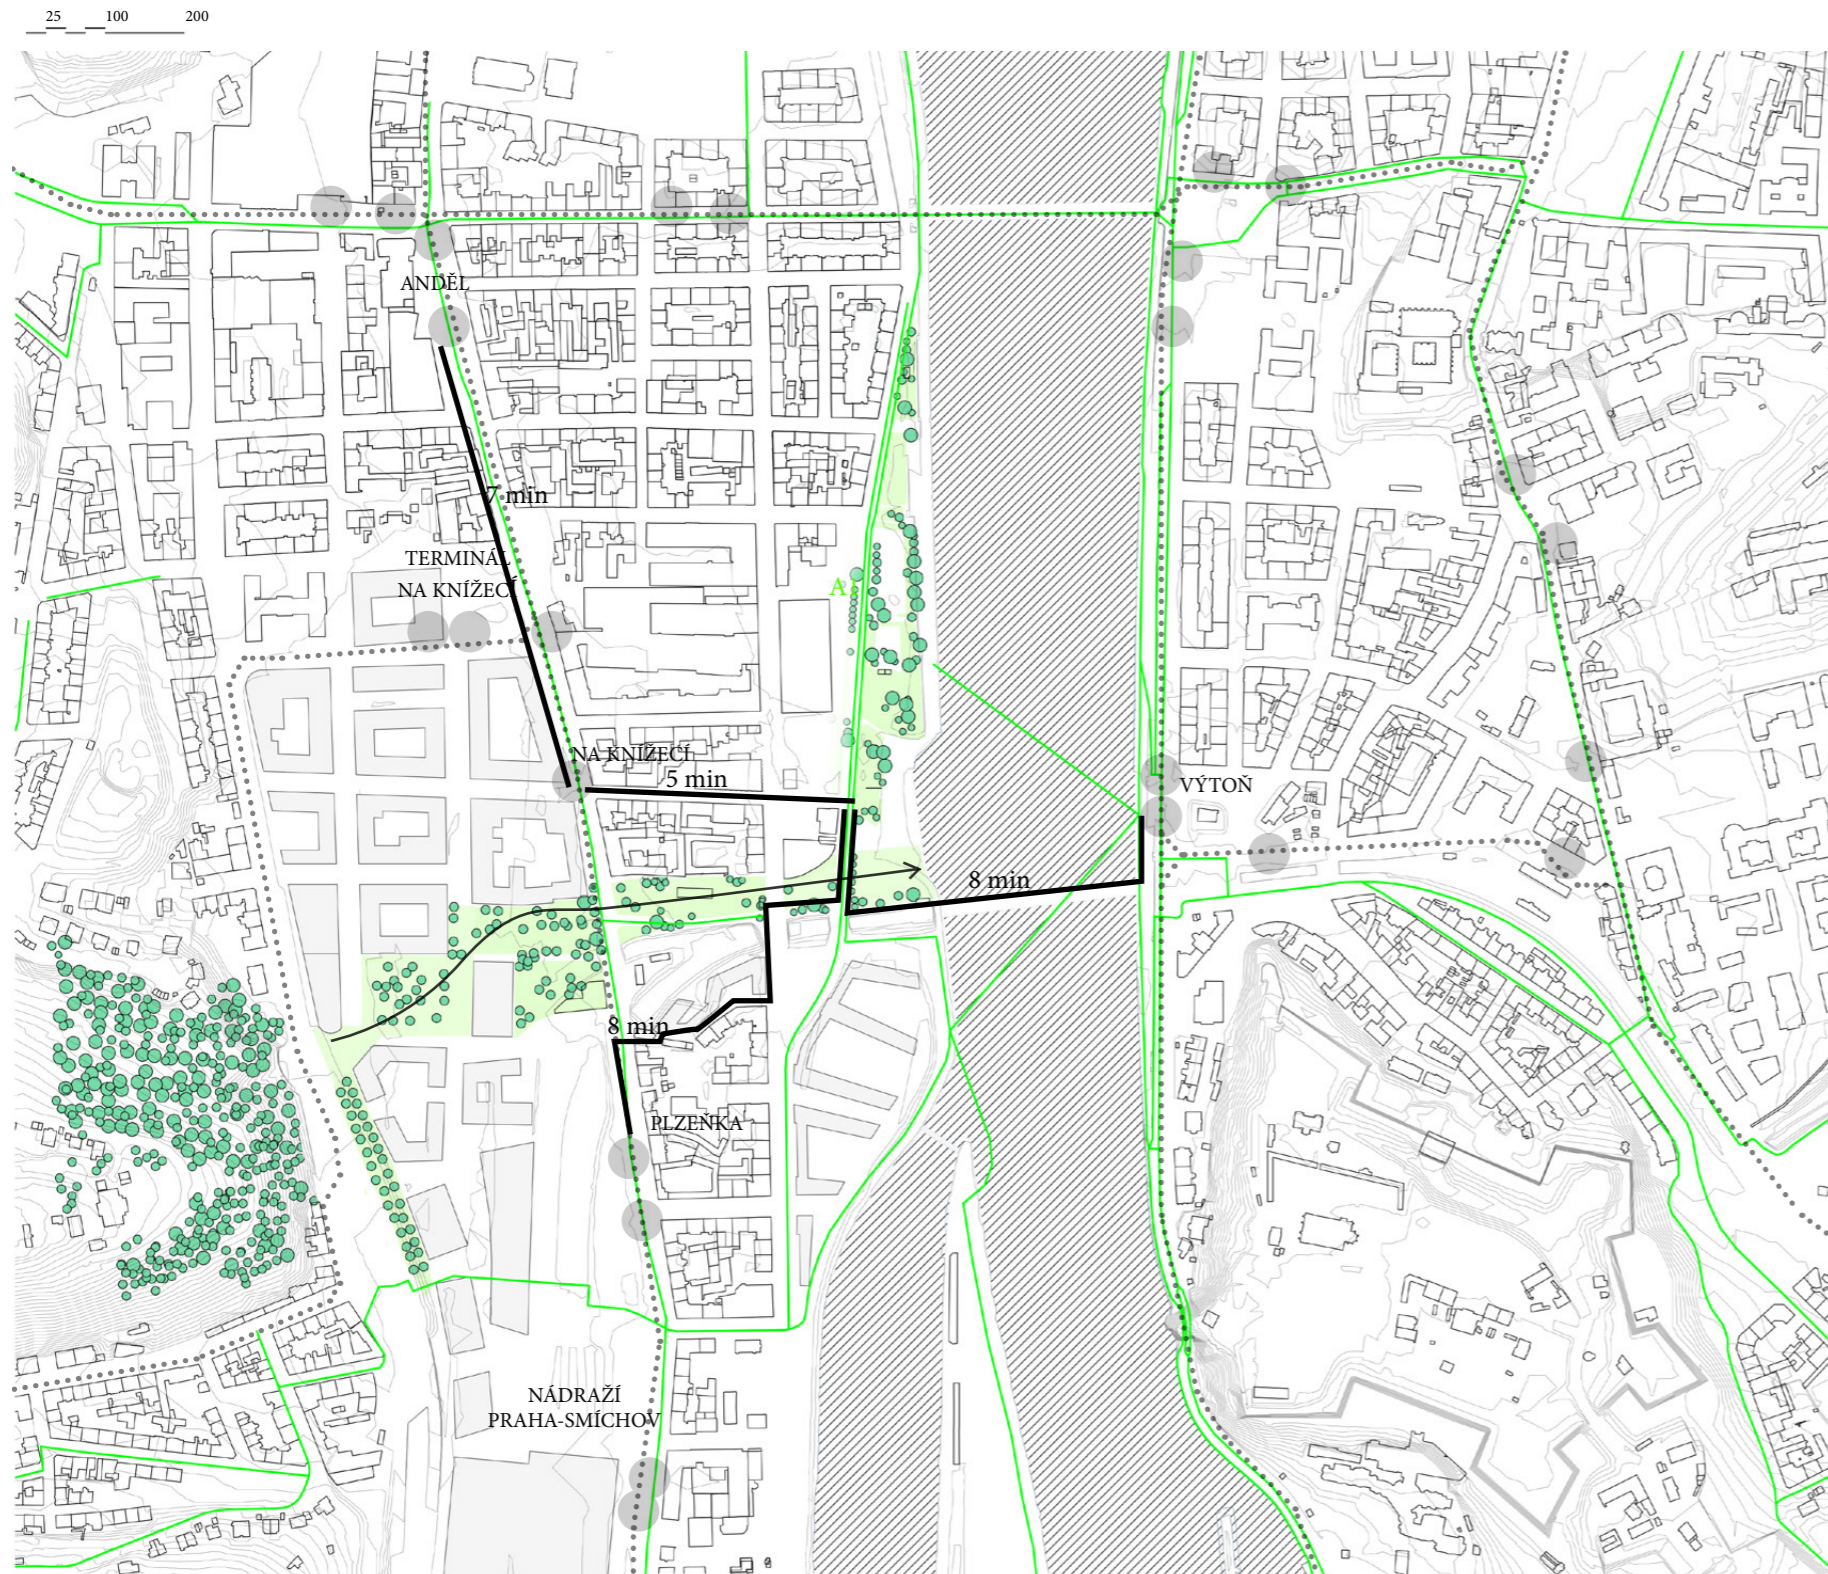 25 100 200
ANDĚL
7 min
TERMINÁL
NA KNÍŽECÍ
NA KNÍŽECÍ
5 min
VÝTOŇ
8 min
8 min
PLZEŇKA
NÁDRAŽÍ
PRAHA-SMÍCHOV